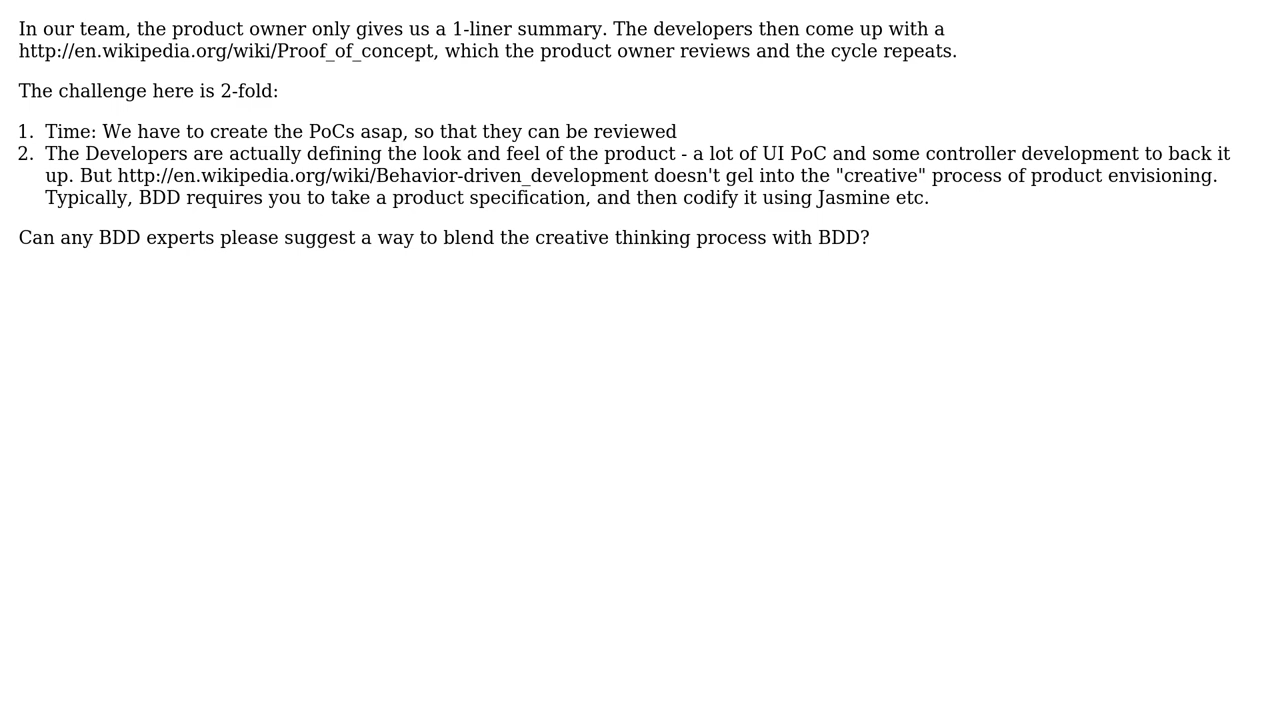 In our team, the product owner only gives us a 1-liner summary. The developers then come up with a
http://en.wikipedia.org/wiki/Proof_of_concept, which the product owner reviews and the cycle repeats.
The challenge here is 2-fold:
1. Time: We have to create the PoCs asap, so that they can be reviewed
2. The Developers are actually defining the look and feel of the product - a lot of UI PoC and some controller development to back it
up. But http://en.wikipedia.org/wiki/Behavior-driven_development doesn't gel into the "creative" process of product envisioning.
Typically, BDD requires you to take a product specification, and then codify it using Jasmine etc.
Can any BDD experts please suggest a way to blend the creative thinking process with BDD?